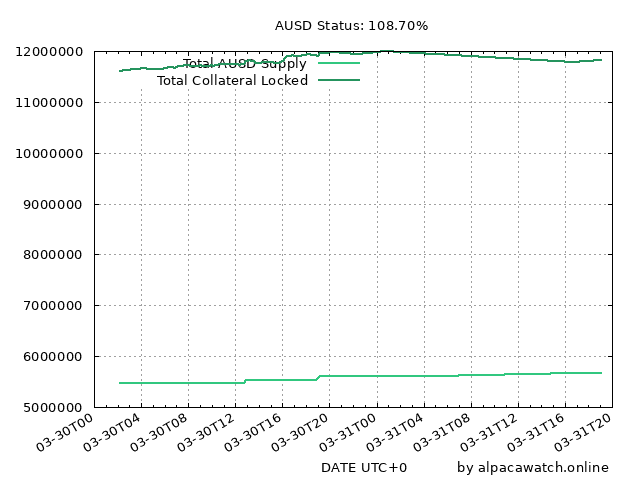 AUSD Status: 108.70%
12000000
Total AUSD Supply
Total Collateral Locked
11000000
10000000
9000000
8000000
7000000
6000000
5000000
03-30T00
03-30T04
03-30T08
03-30T12
03-30T16
03-30T20
03-31T00
03-31T04
03-31T08
03-31T12
03-31T16
03-31T20
DATE UTC+0
by alpacawatch.online